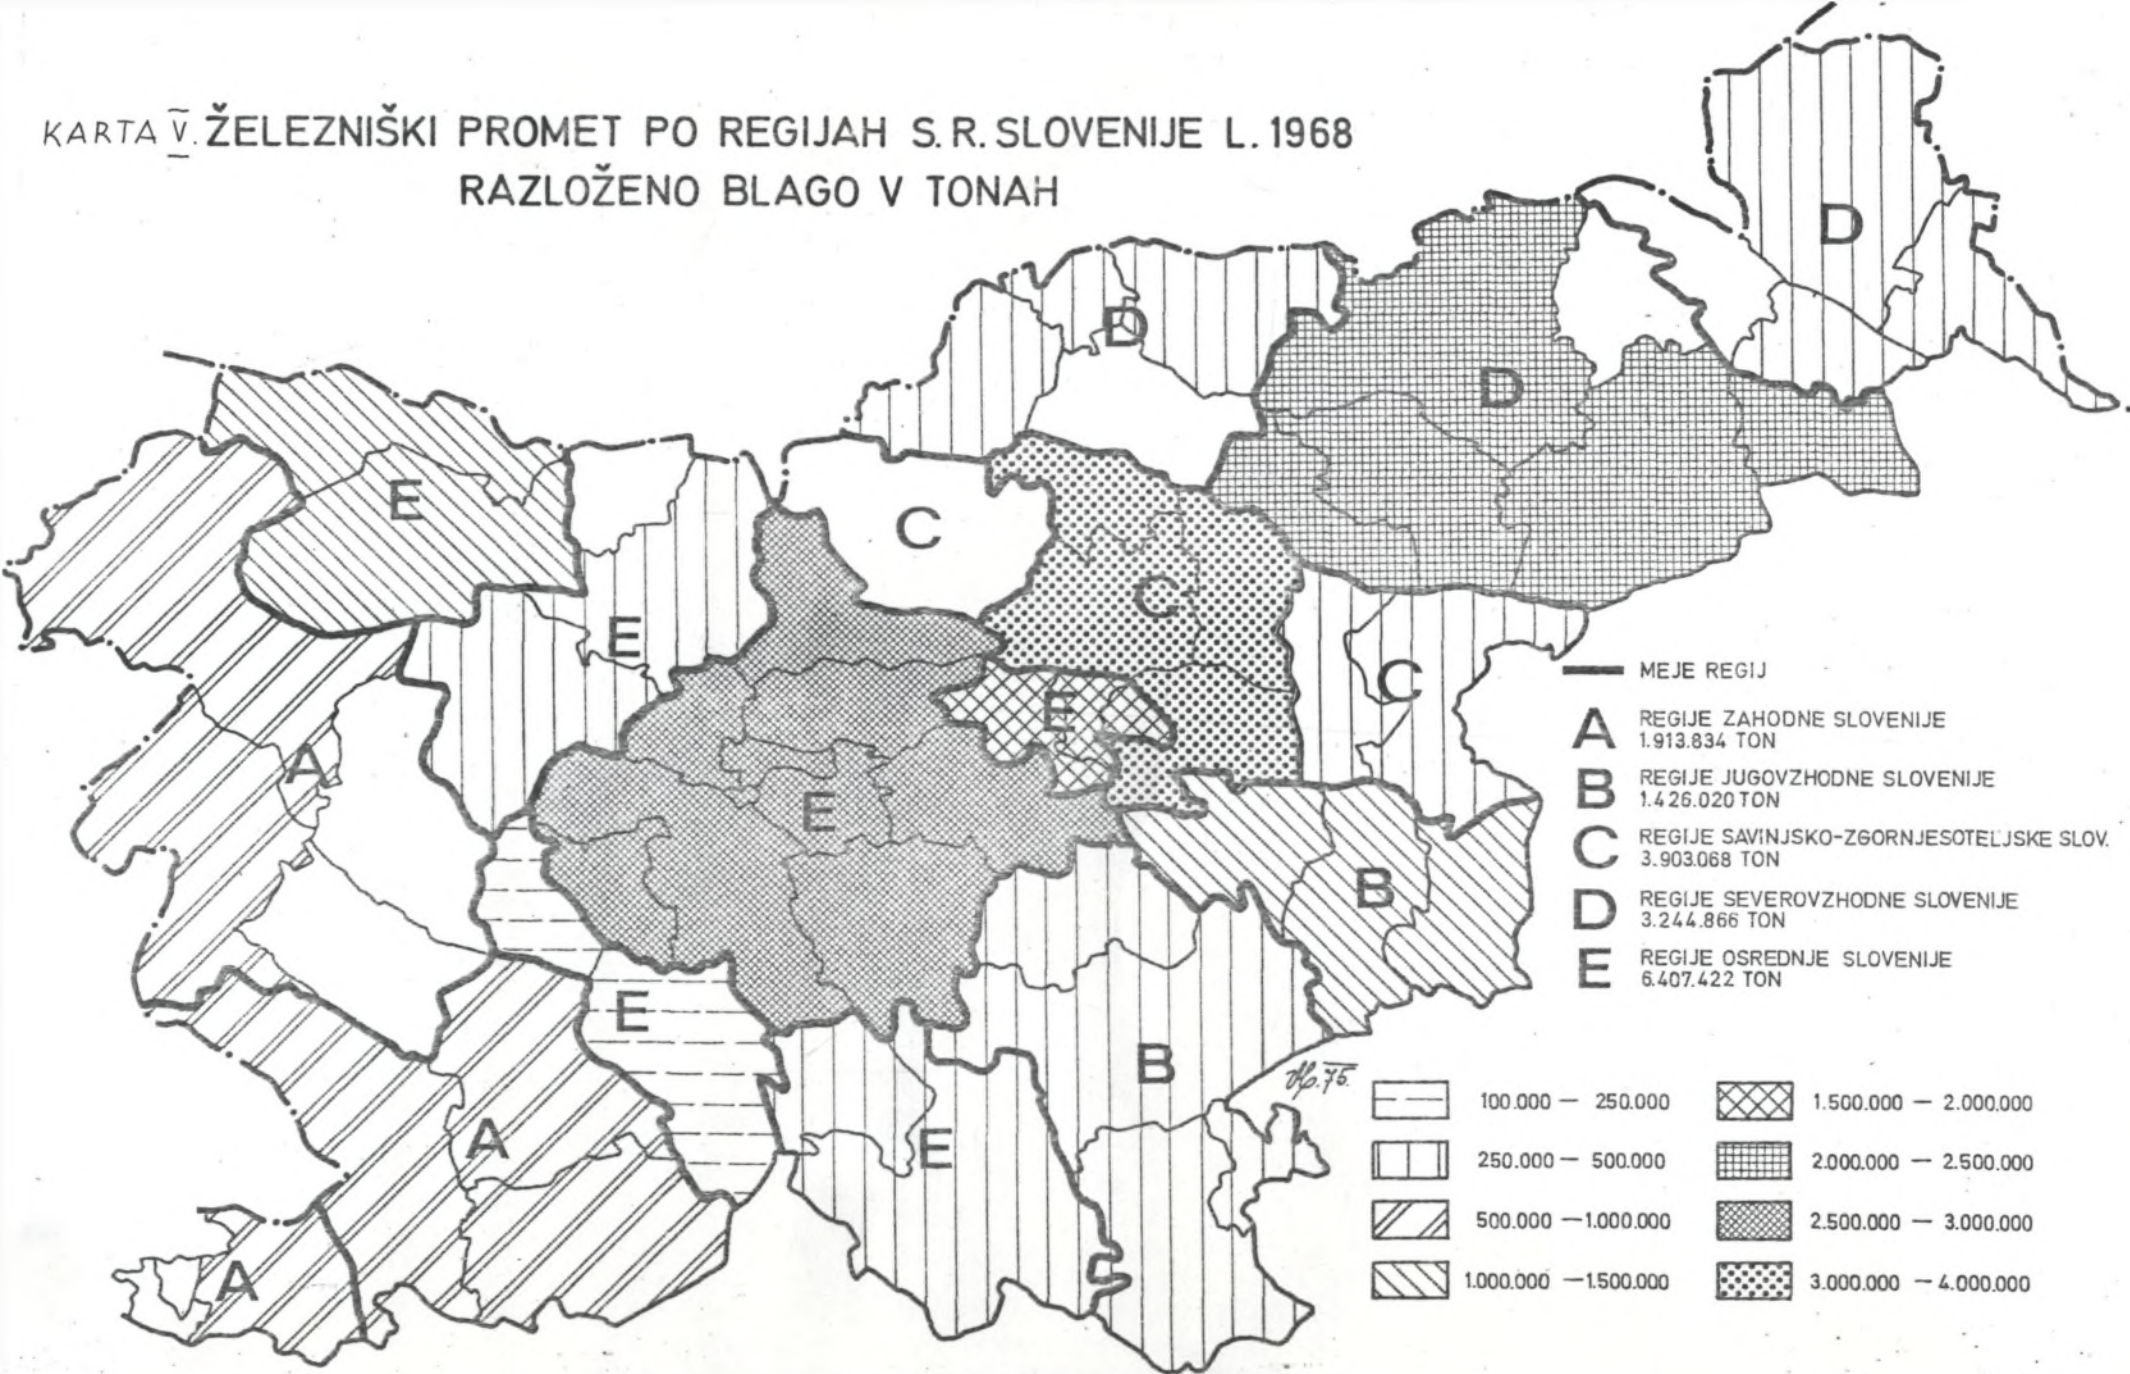 KARTA V. ŽELEZNIŠKI PROMET PO REGIJAH S.R. SLOVENIJE L. 1968
RAZLOŽENO BLAGO V TONAH
D
D
D
E
C
C
E
C
E
A
E
B
E
B
A
E
A
MEJE REGIJ
A REGIJE ZAHODNE SLOVENIJE
1.913.834 TON
B REGIJE JUGOVZHODNE SLOVENIJE
1.426.020 TON
C REGIJE SAVINJSKO-ZGORNJESOTELJSKE SLOV.
3.903.068 TON
D REGIJE SEVEROVZHODNE SLOVENIJE
3.244.866 TON
E REGIJE OSREDNJE SLOVENIJE
6.407.422 TON
75.
100.000 — 250.000
250.000 — 500.000
500.000 — 1.000.000
1.000.000 — 1.500.000
1.500.000 — 2.000.000
2.000.000 — 2.500.000
2.500.000 — 3.000.000
3.000.000 — 4.000.000